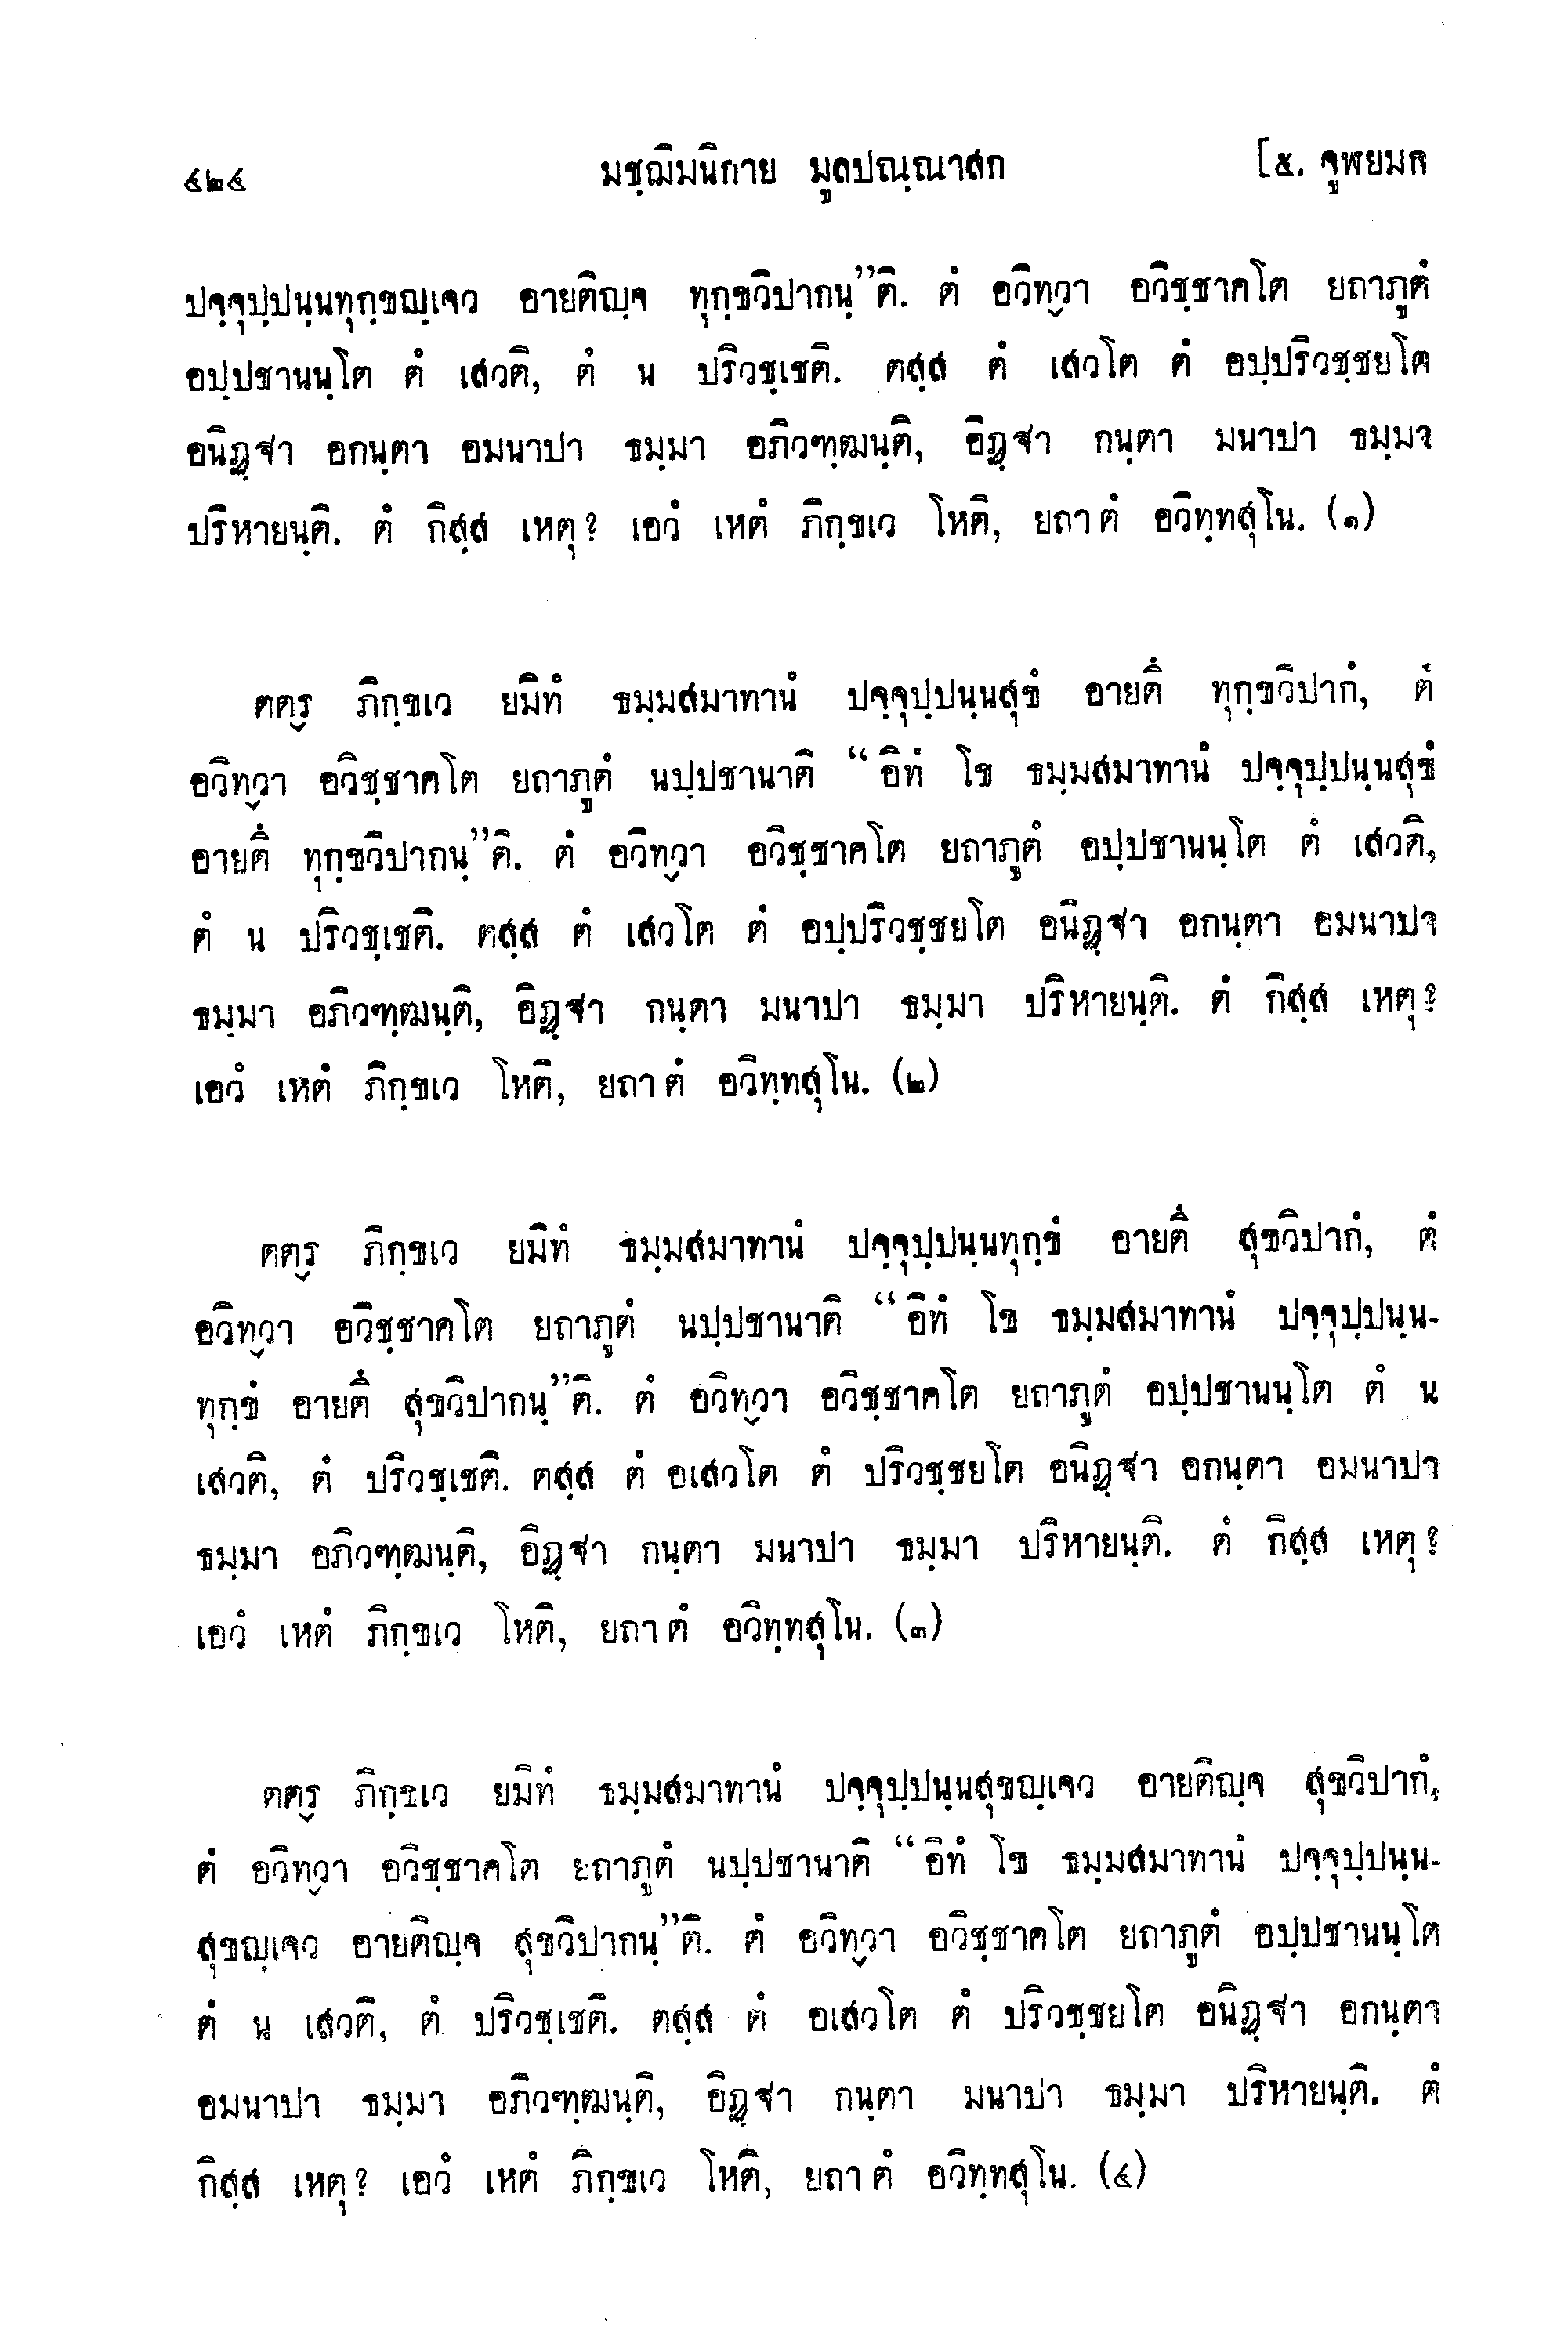 ๔๒๔ มชฺฌิมนิกาย มูลปณฺณาสก [๕. จูฬยมก
ปจฺจุปฺปนฺนทุกฺขญฺเจว อายติญฺจ ทุกฺขวิปากนฺ”ติ. ตํ อวิทฺวา อวิชฺชาคโต ยถาภูตํ
อปฺปชานนฺโต ตํ เสวติ, ตํ น ปริวชฺเชติ. ตสฺส ตํ เสวโต ตํ อปฺปริวชฺชยโต
อนิฏฺฐา อกนฺตา อมนาปา ธมฺมา อภิวฑฺฒนฺติ, อิฏฺฐา กนฺตา มนาปา ธมฺมา
ปริหายนฺติ. ตํ กิสฺส เหตุ? เอวํ เหตํ ภิกฺขเว โหติ, ยถา ตํ อวิทฺทสุโน. (๑)
ตตฺร ภิกฺขเว ยมิทํ ธมฺมสมาทานํ ปจฺจุปฺปนฺนสุขํ อายตึ ทุกฺขวิปากํ, ตํ
อวิทฺวา อวิชฺชาคโต ยถาภูตํ นปฺปชานาติ “อิทํ โข ธมฺมสมาทานํ ปจฺจุปฺปนฺนสุขํ
อายตึ ทุกฺขวิปากนฺ”ติ. ตํ อวิทฺวา อวิชฺชาคโต ยถาภูตํ อปฺปชานนฺโต ตํ เสวติ,
ตํ น ปริวชฺเชติ. ตสฺส ตํ เสวโต ตํ อปฺปริวชฺชยโต อนิฏฺฐา อกนฺตา อมนาปา
ธมฺมา อภิวฑฺฒนฺติ, อิฏฺฐา กนฺตา มนาปา ธมฺมา ปริหายนฺติ. ตํ กิสฺส เหตุ?
เอวํ เหตํ ภิกฺขเว โหติ, ยถา ตํ อวิทฺทสุโน. (๒)
ตตฺร ภิกฺขเว ยมิทํ ธมฺมสมาทานํ ปจฺจุปฺปนฺนทุกฺขํ อายตึ สุขวิปากํ, ตํ
อวิทฺวา อวิชฺชาคโต ยถาภูตํ นปฺปชานาติ “อิทํ โข ธมฺมสมาทานํ ปจฺจุปฺปนฺน-
ทุกฺขํ อายตึ สุขวิปากนฺ”ติ. ตํ อวิทฺวา อวิชฺชาคโต ยถาภูตํ อปฺปชานนฺโต ตํ น
เสวติ, ตํ ปริวชฺเชติ. ตสฺส ตํ อเสวโต ตํ ปริวชฺชยโต อนิฏฺฐา อกนฺตา อมนาปา
ธมฺมา อภิวฑฺฒนฺติ, อิฏฺฐา กนฺตา มนาปา ธมฺมา ปริหายนฺติ. ตํ กิสฺส เหตุ?
เอวํ เหตํ ภิกฺขเว โหติ, ยถา ตํ อวิทฺทสุโน. (๓)
ตตฺร ภิกฺขเว ยมิทํ ธมฺมสมาทานํ ปจฺจุปฺปนฺนสุขญฺเจว อายติญฺจ สุขวิปากํ,
ตํ อวิทฺวา อวิชฺชาคโต ยถาภูตํ นปฺปชานาติ “อิทํ โข ธมฺมสมาทานํ ปจฺจุปฺปนฺน-
สุขญฺเจว อายติญฺจ สุขวิปากนฺ”ติ. ตํ อวิทฺวา อวิชฺชาคโต ยถาภูตํ อปฺปชานนฺโต
ตํ น เสวติ, ตํ ปริวชฺเชติ. ตสฺส ตํ อเสวโต ตํ ปริวชฺชยโต อนิฏฺฐา อกนฺตา
อมนาปา ธมฺมา อภิวฑฺฒนฺติ, อิฏฺฐา กนฺตา มนาปา ธมฺมา ปริหายนฺติ. ตํ
กิสฺส เหตุ? เอวํ เหตํ ภิกฺขเว โหติ, ยถา ตํ อวิทฺทสุโน. (๔)